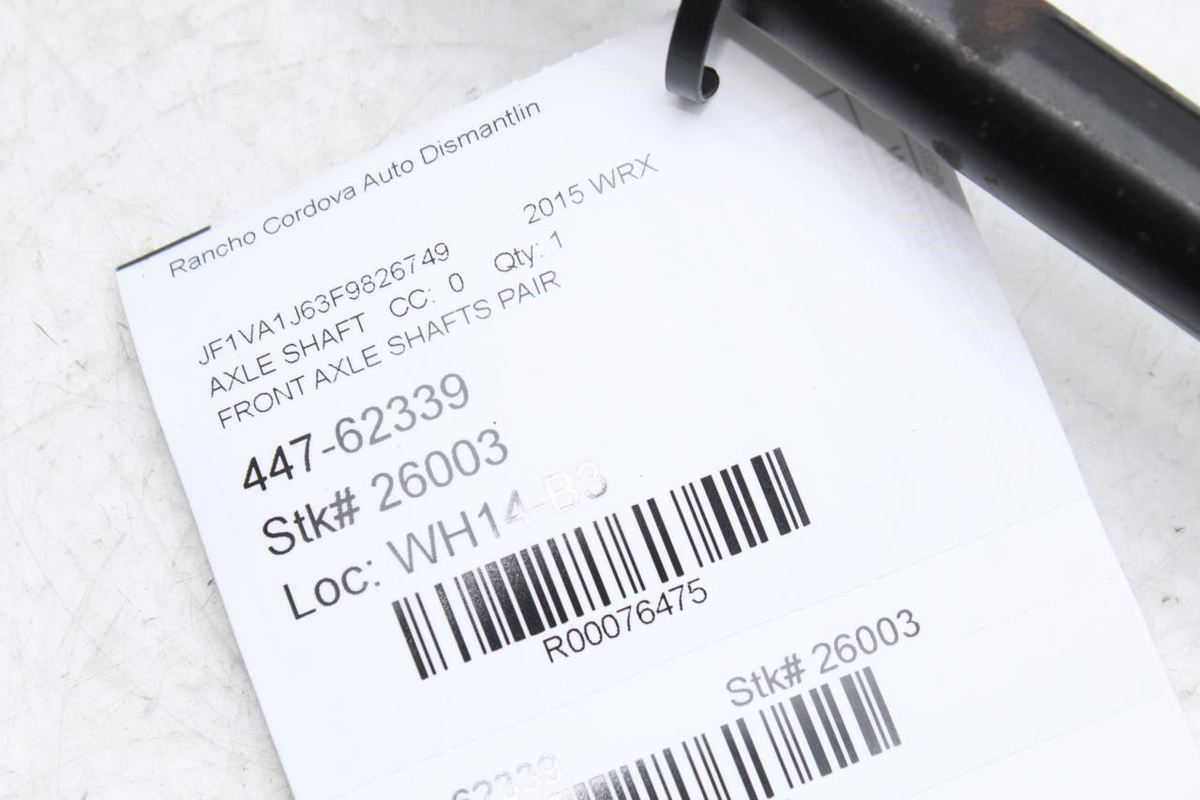 Rancho Cordova Auto Dismantlin
2015 WRX
JF1VA1J63F9826749
AXLE SHAFT CC: 0 Qty: 1
FRONT AXLE SHAFTS PAIR
447-62339
Stk# 26003
Loc: WH14-B3
R00076475
Stk# 26003
62339